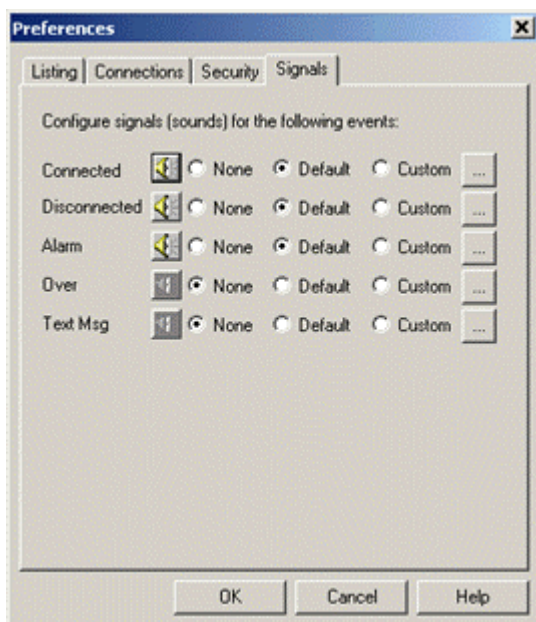 Preferences
Listing Connections Security Signals
Configure signals (sounds) for the following events:
Connected None Default Custom ...
Disconnected None Default Custom ...
Alarm None Default Custom ...
Over None Default Custom ...
Text Msg None Default Custom ...
OK Cancel Help